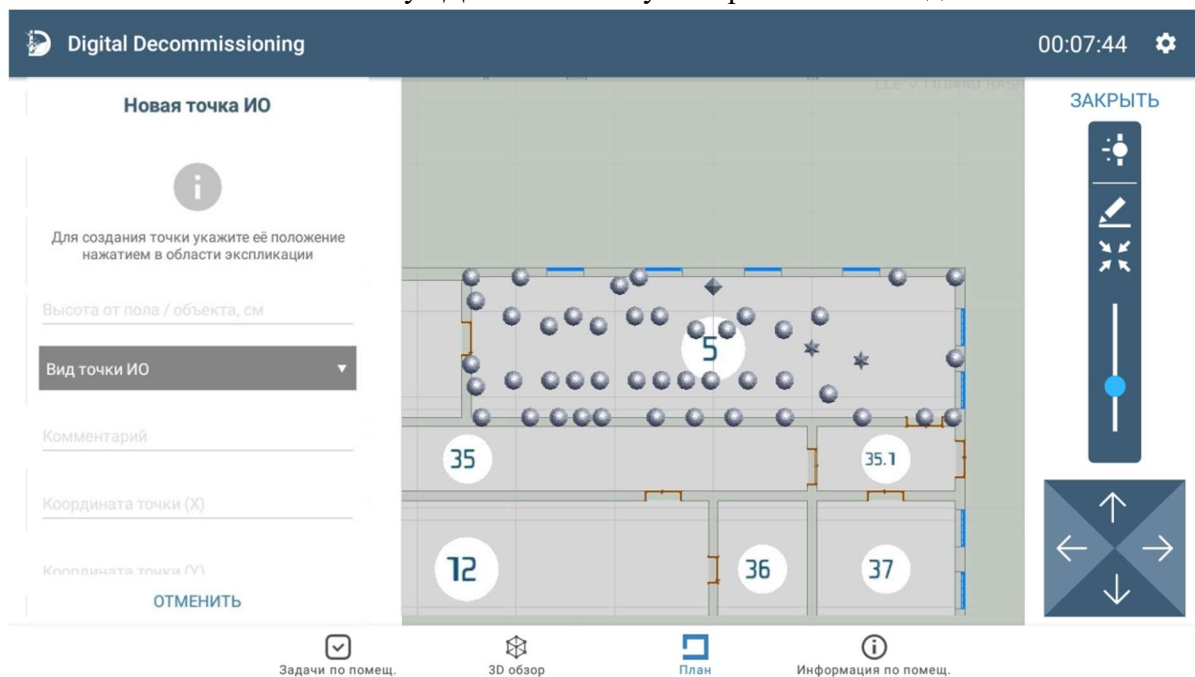 Digital Decommissioning
00:07:44
Новая точка ИО
Для создания точки укажите её положение
нажатием в области экспликации
Высота от пола / объекта, см
Вид точки ИО
Комментарий
Координата точки (X)
Координата точки (Y)
ОТМЕНИТЬ
5
35
35.1
12
36
37
ЗАКРЫТЬ
Задачи по помещ.
3D обзор
План
Информация по помещ.